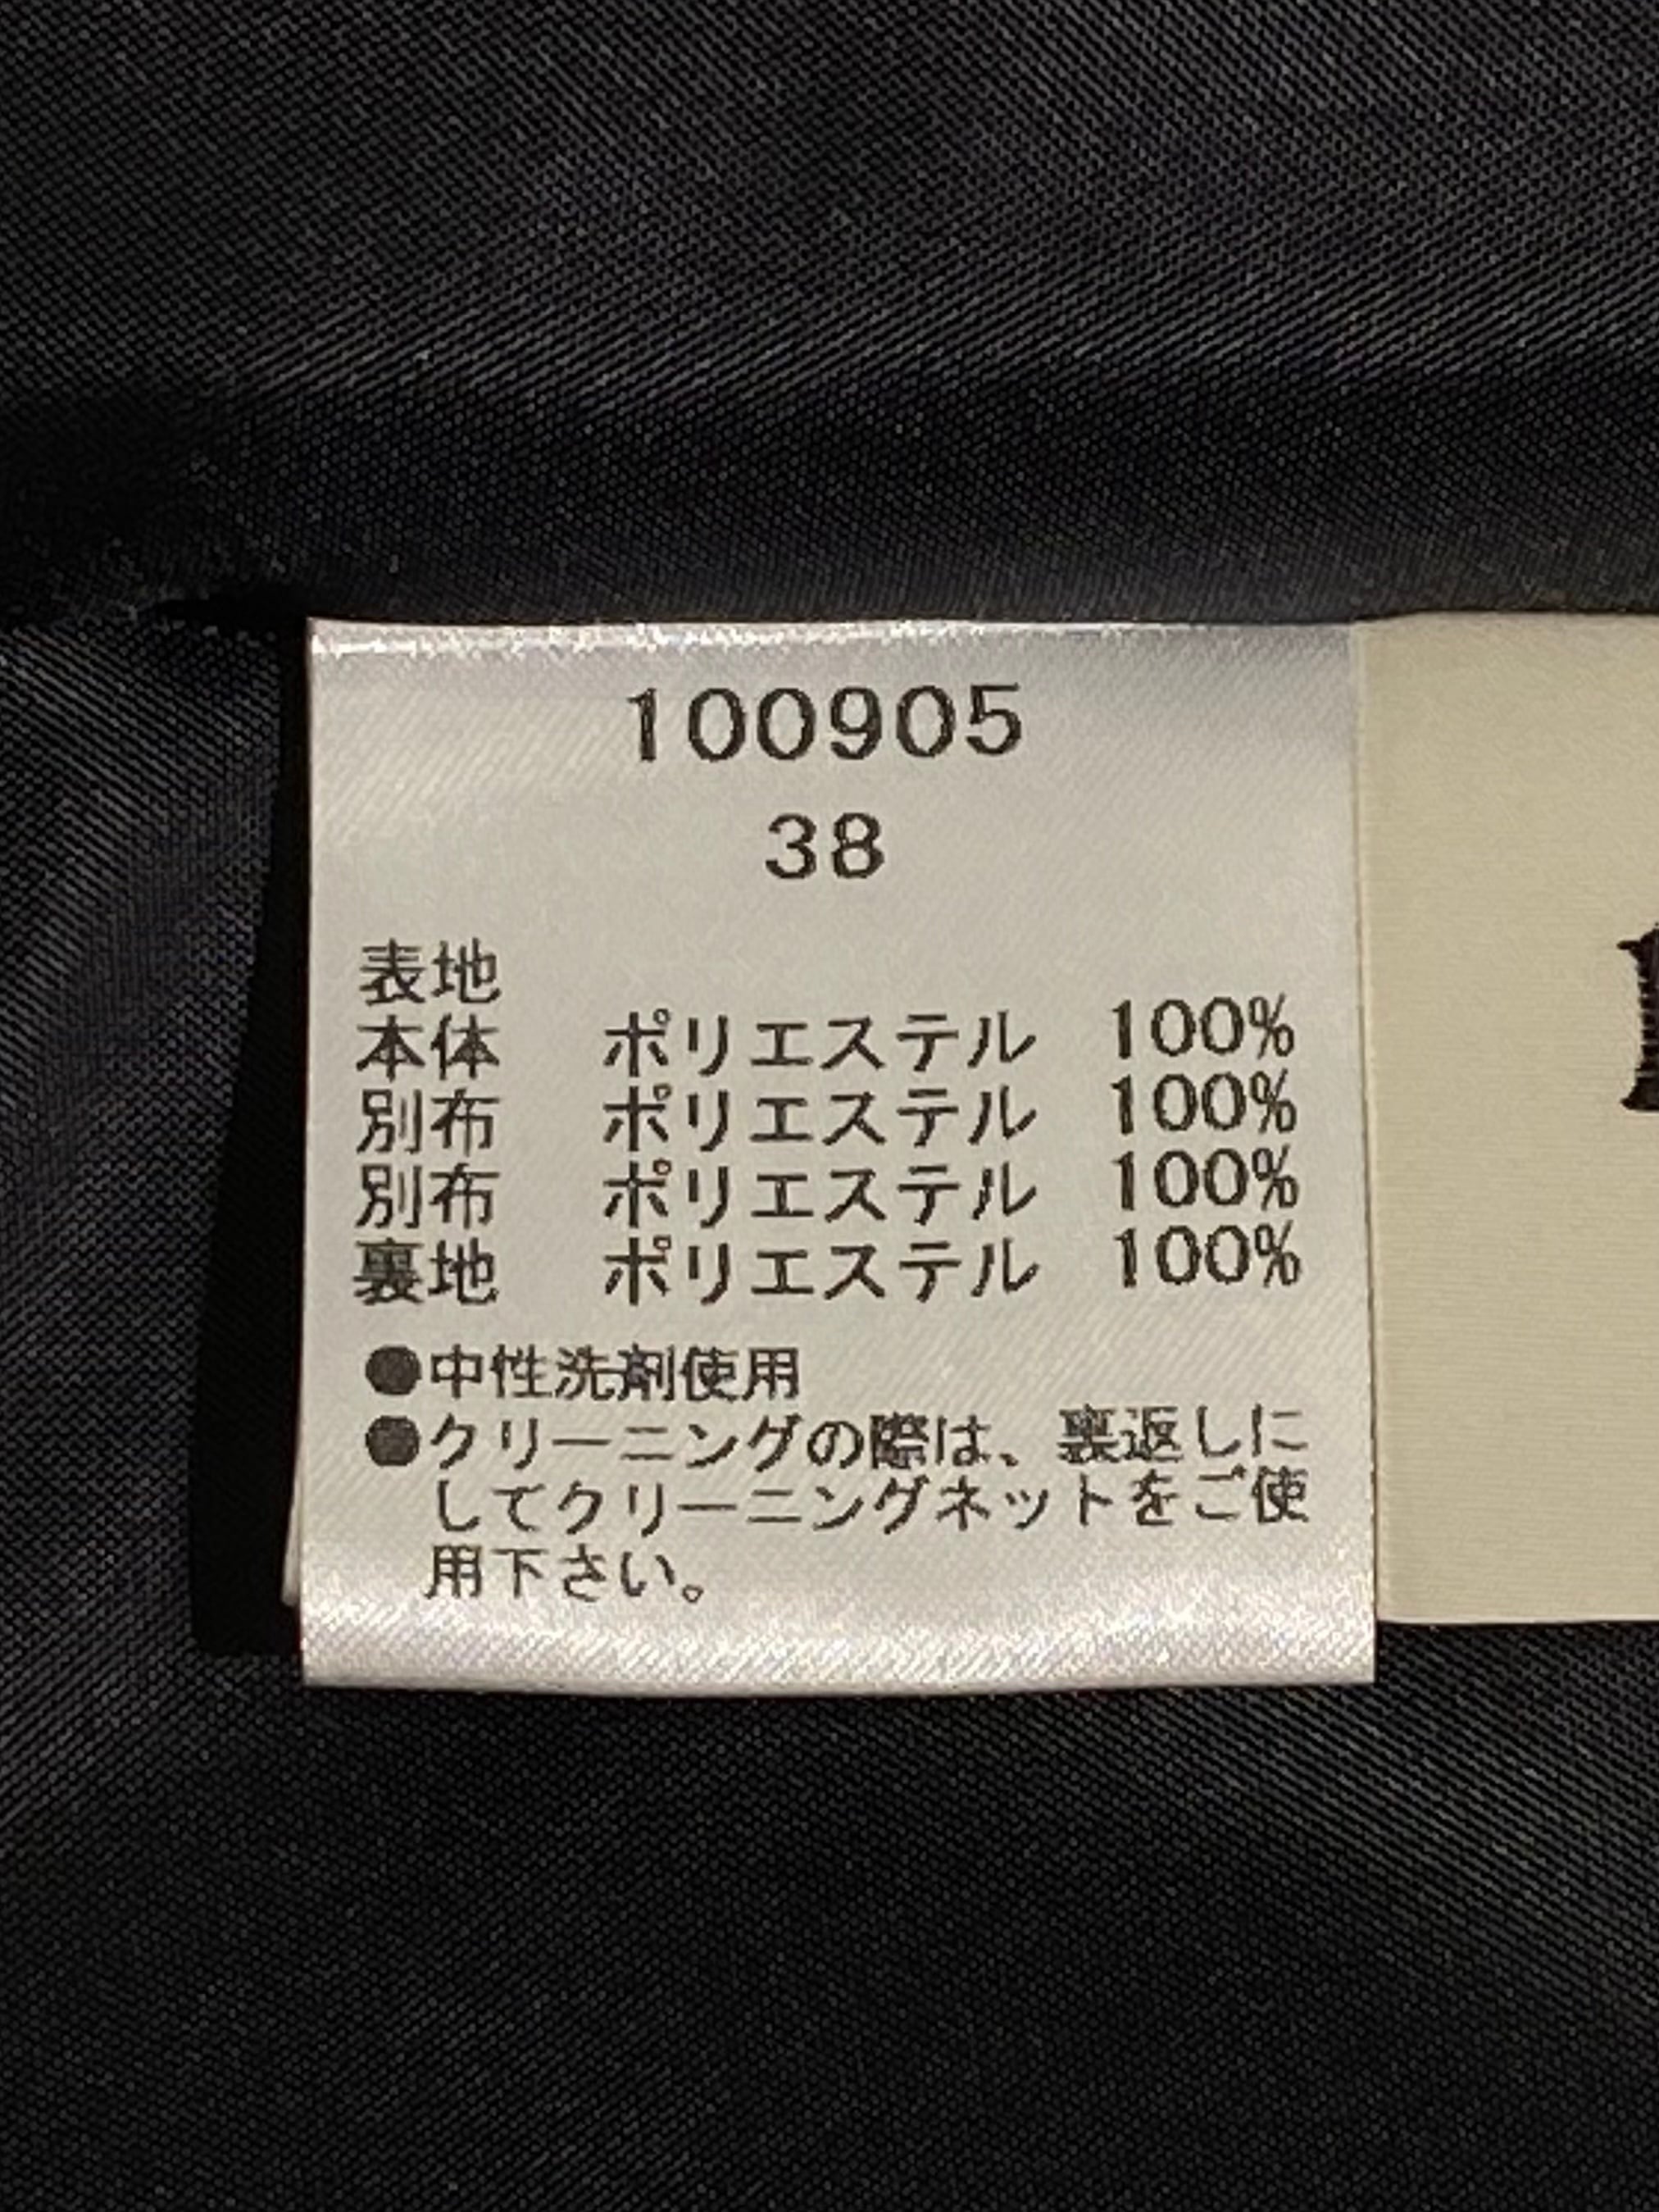 100905
38
表地
本体 ポリエステル 100%
別布 ポリエステル 100%
別布 ポリエステル 100%
裏地 ポリエステル 100%
●中性洗剤使用
●クリーニングの際は、裏返しに
してクリーニングネットをご使
用下さい。